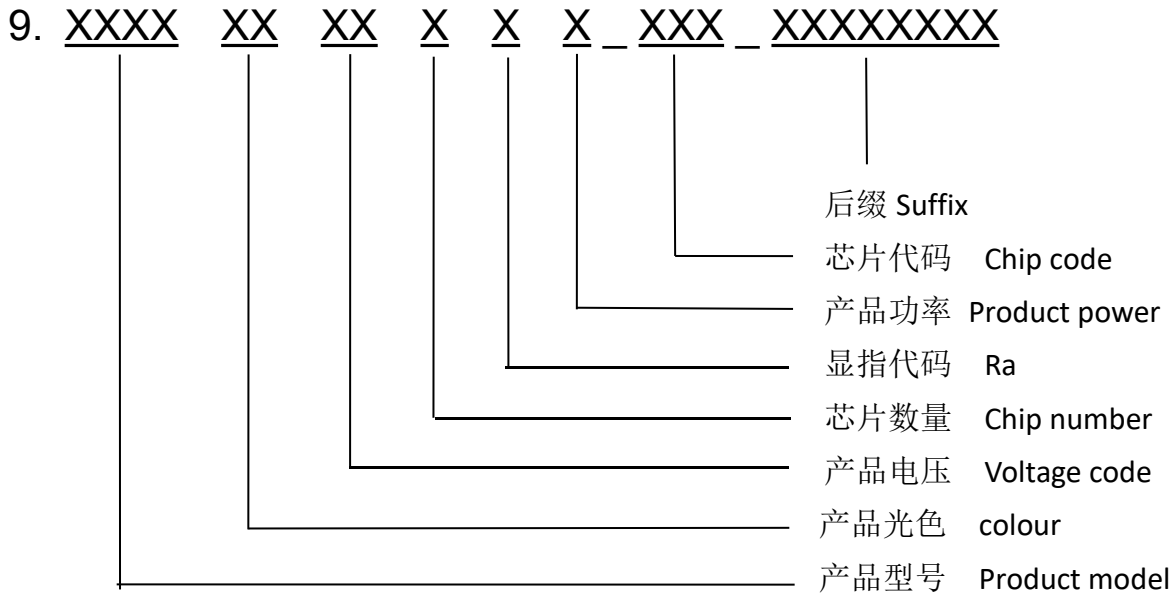 9. XXXX XX XX X X X _ XXX _ XXXXXXXX
后缀 Suffix
芯片代码 Chip code
产品功率 Product power
显指代码 Ra
芯片数量 Chip number
产品电压 Voltage code
产品光色 colour
产品型号 Product model